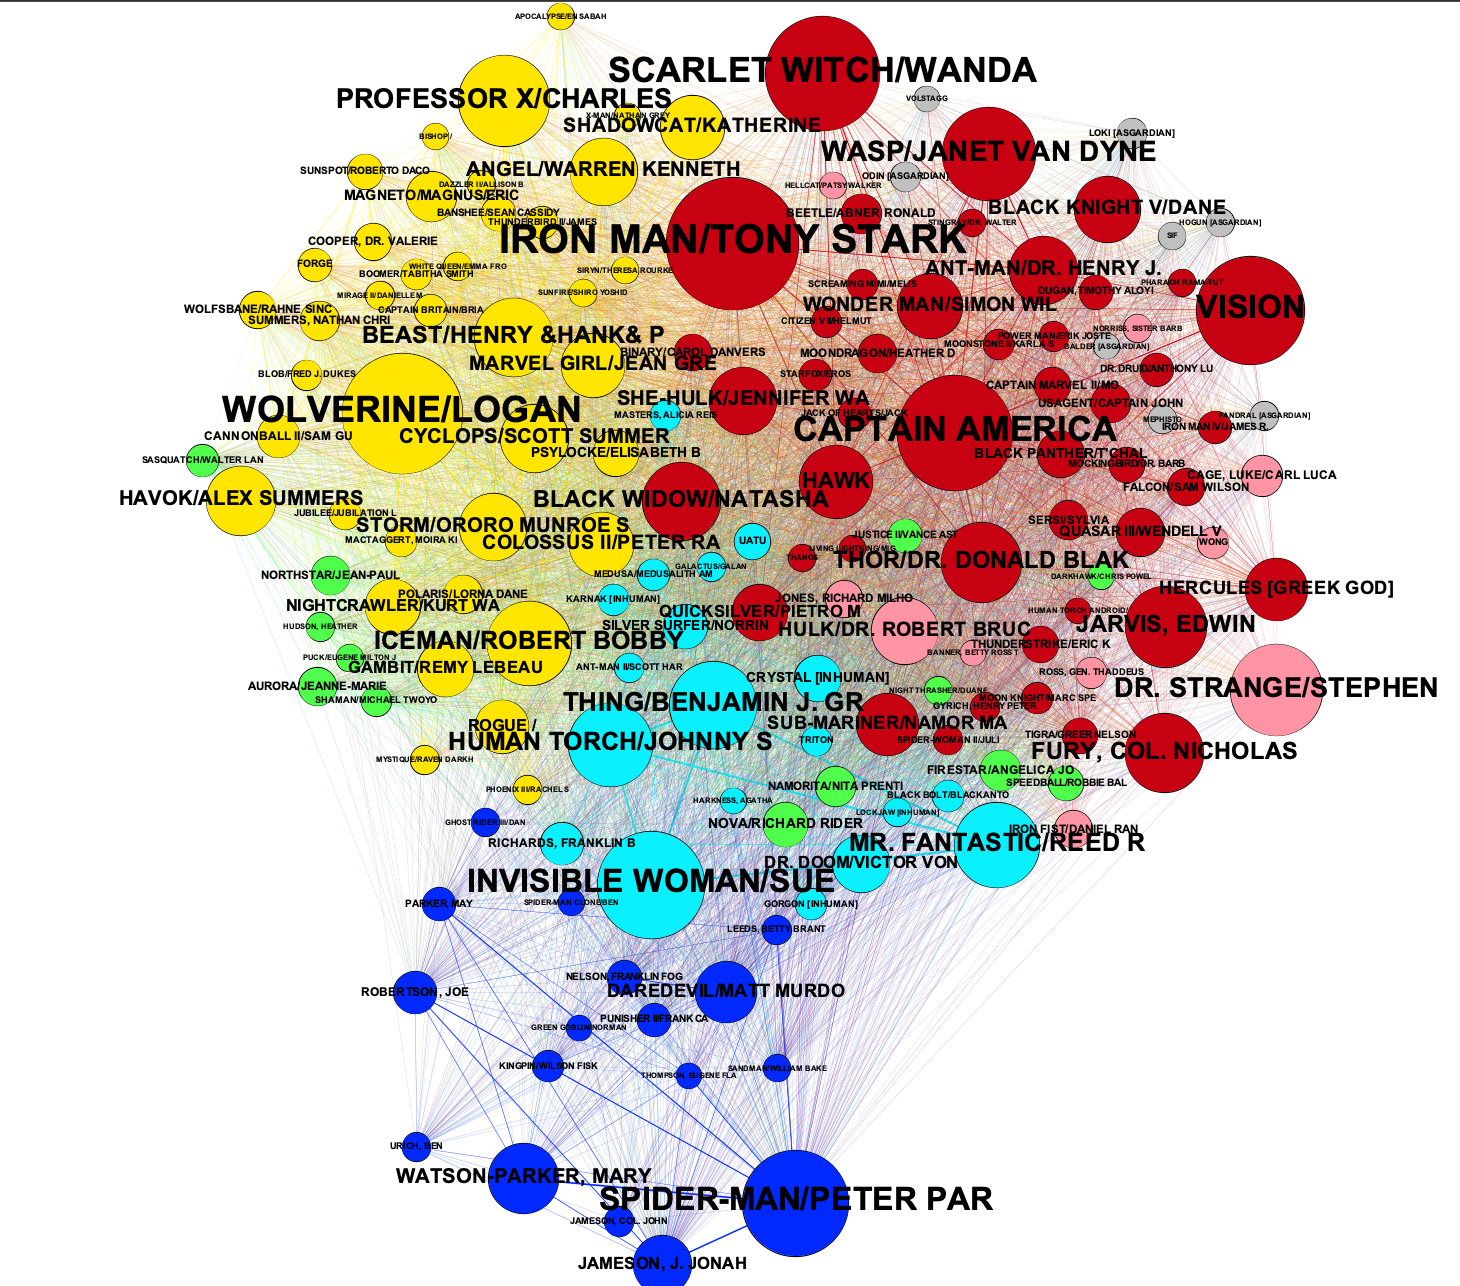 APOCALYPSE/EN SABAH
SCARLET WITCH/WANDA
PROFESSOR X/CHARLES
VOLSTAGG
X-MAN/NATHAN GREY
SHADOWCAT/KATHERINE
BISHOP /
LOKI [ASGARDIAN]
WASP/JANET VAN DYNE
SUNSPOT/ROBERTO DACO
ANGEL/WARREN KENNETH
ODIN [ASGARDIAN]
DAZZLER II/ALLISON B
HELLCAT/PATSY WALKER
MAGNETO/MAGNUS/ERIC
BANSHEE/SEAN CASSIDY
THUNDERBIRD II/JAMES
BEETLE/ABNER RONALD
STINGRAY/DR. WALTER
BLACK KNIGHT V/DANE
HOGUN [ASGARDIAN]
SIF
COOPER, DR. VALERIE
IRON MAN/TONY STARK
FORGE
WHITE QUEEN/EMMA FRO
BOOMER/TABITHA SMITH
SIRYN/THERESA ROURKE
ANT-MAN/DR. HENRY J.
SCREAMING MIMI/MELIS
DUGAN, TIMOTHY ALOYI
PHARAOH RAMA-TUT
MIRAGE II/DANIELLE M
SUNFIRE/SHIRO YOSHID
WOLFSBANE/RAHNE SINC
CAPTAIN BRITAIN/BRIA
SUMMERS, NATHAN CHRI
WONDER MAN/SIMON WIL
VISION
CITIZEN V II/HELMUT
NORRISS, SISTER BARB
BEAST/HENRY &HANK& P
POWER MAN/ERIK JOSTE
MOONSTONE II/KARLA S
BALDER [ASGARDIAN]
BINARY/CAROL DANVERS
MOONDRAGON/HEATHER D
MARVEL GIRL/JEAN GRE
BLOB/FRED J. DUKES
STARFOX/EROS
DR. DRUID/ANTHONY LU
CAPTAIN MARVEL II/MO
SHE-HULK/JENNIFER WA
USAGENT/CAPTAIN JOHN
WOLVERINE/LOGAN
MASTERS, ALICIA REIS
JACK OF HEARTS/JACK
MEPHISTO
FANDRAL [ASGARDIAN]
IRON MAN IV/JAMES R.
CAPTAIN AMERICA
CANNONBALL II/SAM GU
CYCLOPS/SCOTT SUMMER
PSYLOCKE/ELISABETH B
BLACK PANTHER/T'CHAL
SASQUATCH/WALTER LAN
MOCKINGBIRD/DR. BARB
CAGE, LUKE/CARL LUCA
HAWK
FALCON/SAM WILSON
HAVOK/ALEX SUMMERS
BLACK WIDOW/NATASHA
JUBILEE/JUBILATION L
STORM/ORORO MUNROE S
SERSI/SYLVIA
QUASAR III/WENDELL V
MACTAGGERT, MOIRA KI
COLOSSUS II/PETER RA
UATU
JUSTICE II/VANCE AST
WONG
LIVING LIGHTNING/MIG
THANOS
THOR/DR. DONALD BLAK
GALACTUS/GALAN
NORTHSTAR/JEAN-PAUL
MEDUSA/MEDUSALITH AM
DARKHAWK/CHRIS POWEL
HERCULES [GREEK GOD]
POLARIS/LORNA DANE
KARNAK [INHUMAN]
JONES, RICHARD MILHO
NIGHTCRAWLER/KURT WA
QUICKSILVER/PIETRO M
HUMAN TORCH ANDROID/
HUDSON, HEATHER
SILVER SURFER/NORRIN
HULK/DR. ROBERT BRUC
JARVIS, EDWIN
ICEMAN/ROBERT BOBBY
THUNDERSTRIKE/ERIC K
BANNER, BETTY ROSS T
PUCK/EUGENE MILTON J
GAMBIT/REMY LEBEAU
ANT-MAN II/SCOTT HAR
CRYSTAL [INHUMAN]
ROSS, GEN. THADDEUS
AURORA/JEANNE-MARIE
DR. STRANGE/STEPHEN
NIGHT THRASHER/DUANE
SHAMAN/MICHAEL TWOYO
THING/BENJAMIN J. GR
MOON KNIGHT/MARC SPE
GYRICH, HENRY PETER
ROGUE /
SUB-MARINER/NAMOR MA
TIGRA/GREER NELSON
HUMAN TORCH/JOHNNY S
TRITON
SPIDER-WOMAN II/JULI
FURY, COL. NICHOLAS
MYSTIQUE/RAVEN DARKH
FIRESTAR/ANGELICA JO
SPEEDBALL/ROBBIE BAL
PHOENIX III/RACHEL S
NAMORITA/NITA PRENTI
BLACK BOLT/BLACKANTO
HARKNESS, AGATHA
LOCKJAW [INHUMAN]
GHOST RIDER III/DAN
NOVA/RICHARD RIDER
IRON FIST/DANIEL RAN
RICHARDS, FRANKLIN B
MR. FANTASTIC/REED R
DR. DOOM/VICTOR VON
INVISIBLE WOMAN/SUE
PARKER, MAY
SPIDER-MAN CLONE/BEN
GORGON [INHUMAN]
LEEDS, BETTY BRANT
NELSON, FRANKLIN FOG
ROBERTSON, JOE
DAREDEVIL/MATT MURDO
PUNISHER II/FRANK CA
GREEN GOBLIN/NORMAN
KINGPIN/WILSON FISK
THOMPSON, EUGENE FLA
SANDMAN/WILLIAM BAKE
URICH, BEN
WATSON-PARKER, MARY
SPIDER-MAN/PETER PAR
JAMESON, COL. JOHN
JAMESON, J. JONAH